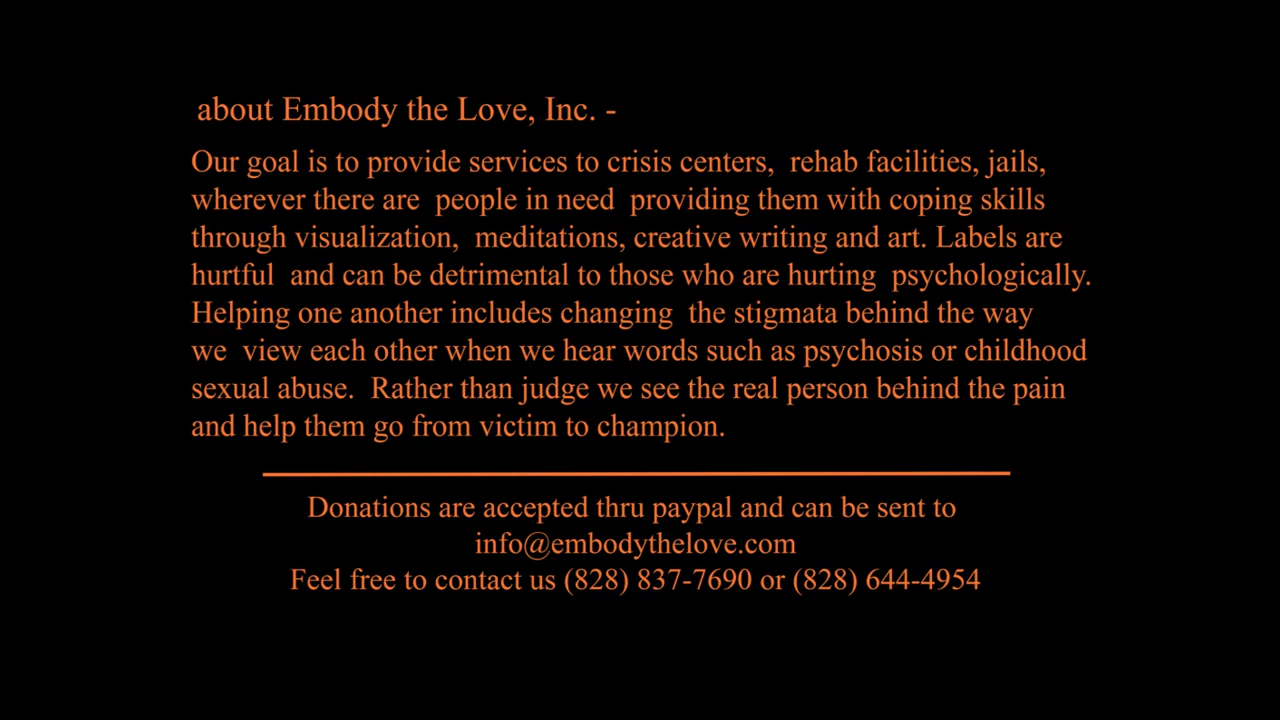 about Embody the Love, Inc. -
Our goal is to provide services to crisis centers,  rehab facilities, jails,
wherever there are  people in need  providing them with coping skills
through visualization,  meditations, creative writing and art. Labels are
hurtful  and can be detrimental to those who are hurting  psychologically.
Helping one another includes changing  the stigmata behind the way
we  view each other when we hear words such as psychosis or childhood
sexual abuse.  Rather than judge we see the real person behind the pain
and help them go from victim to champion.
Donations are accepted thru paypal and can be sent to
info@embodythelove.com
Feel free to contact us (828) 837-7690 or (828) 644-4954